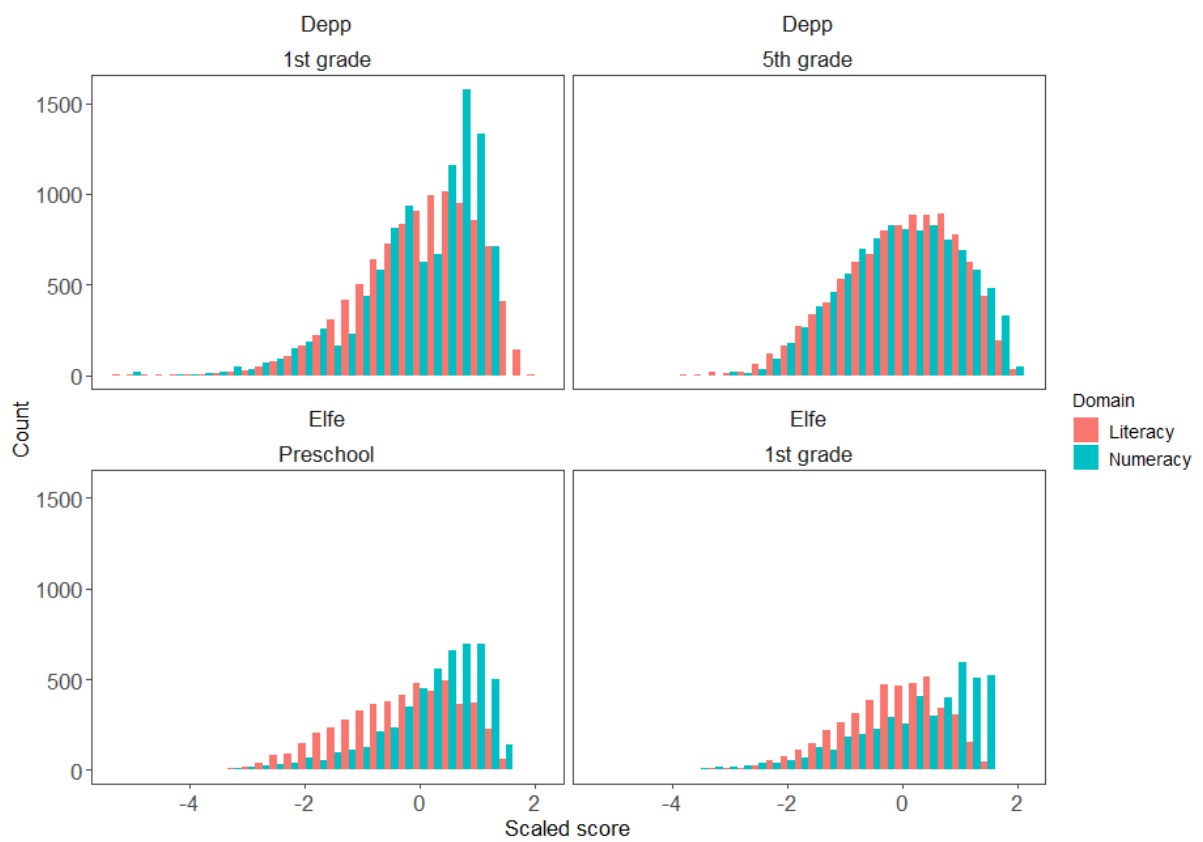 Depp
1st grade
Depp
5th grade
1500
1000
500
0
Elfe
Preschool
Elfe
1st grade
1500
1000
500
0
-4
-2
0
2
-4
-2
0
2
Scaled score
Count
Domain
Literacy
Numeracy